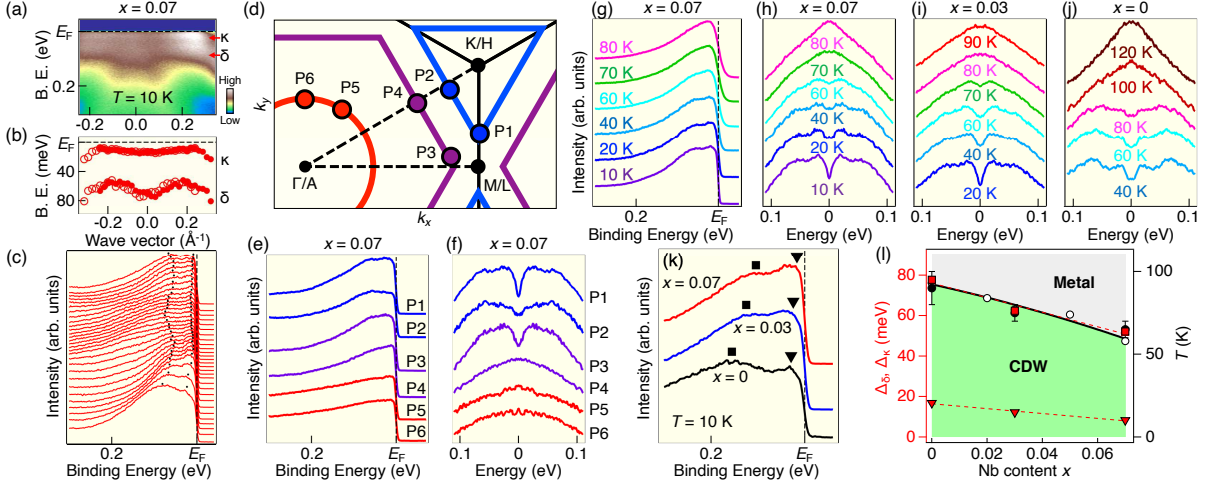 (a)
x = 0.07
E_F
B. E. (eV)
0.2
κ
δ
T = 10 K
High
Low
-0.2
0.0
0.2
(b)
E_F
B. E. (meV)
40
80
κ
δ
-0.2
0.0
0.2
Wave vector (Å⁻¹)
(c)
Intensity (arb. units)
0.2
E_F
Binding Energy (eV)
(d)
k_y
k_x
P6
P5
P4
P2
K/H
P1
P3
Γ/A
M/L
(e)
x = 0.07
Intensity (arb. units)
P1
P2
P3
P4
P5
P6
0.2
E_F
Binding Energy (eV)
(f)
x = 0.07
P1
P2
P3
P4
P5
P6
0.1
0
0.1
Energy (eV)
(g)
x = 0.07
Intensity (arb. units)
80 K
70 K
60 K
40 K
20 K
10 K
0.2
E_F
Binding Energy (eV)
(h)
x = 0.07
80 K
70 K
60 K
40 K
20 K
10 K
0.1
0
0.1
Energy (eV)
(i)
x = 0.03
90 K
80 K
70 K
60 K
40 K
20 K
0.1
0
0.1
Energy (eV)
(j)
x = 0
120 K
100 K
80 K
60 K
40 K
0.1
0
0.1
Energy (eV)
(k)
Intensity (arb. units)
x = 0.07
x = 0.03
x = 0
T = 10 K
0.2
E_F
Binding Energy (eV)
(l)
Δ_δ, Δ_κ (meV)
80
60
40
20
0
Metal
CDW
100
50
0
T (K)
0
0.02
0.04
0.06
Nb content x